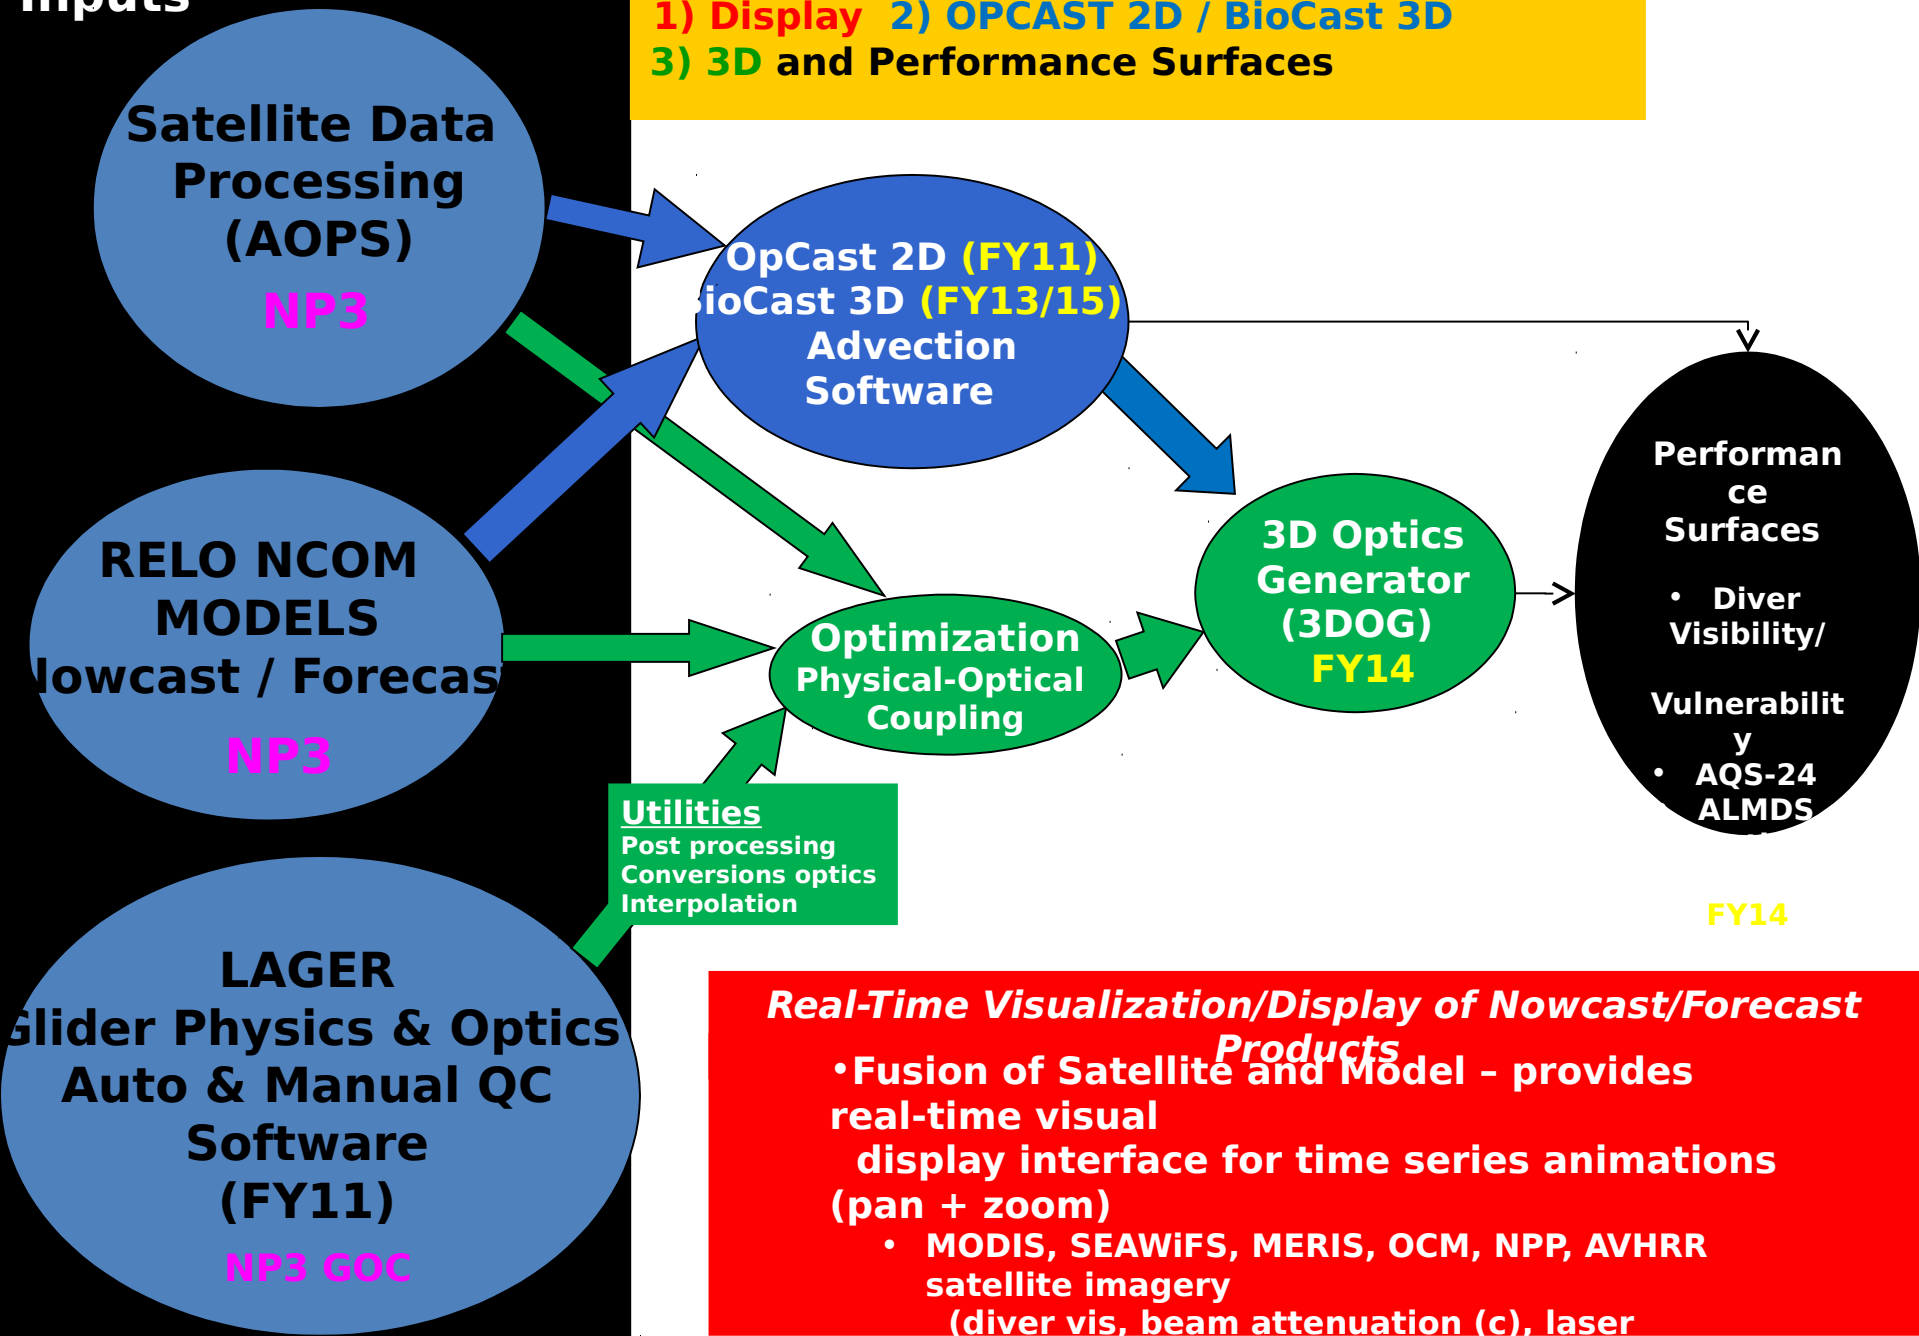 Inputs
1) Display 2) OPCAST 2D / BioCast 3D
3) 3D and Performance Surfaces
Satellite Data
Processing
(AOPS)
NP3
OpCast 2D (FY11)
BioCast 3D (FY13/15)
Advection
Software
RELO NCOM
MODELS
Nowcast / Forecast
NP3
3D Optics
Generator
(3DOG)
FY14
Optimization
Physical-Optical
Coupling
Performan
ce
Surfaces
• Diver
Visibility/
Vulnerabilit
y
• AQS-24
ALMDS
FY14
Utilities
Post processing
Conversions optics
Interpolation
LAGER
Glider Physics & Optics
Auto & Manual QC
Software
(FY11)
NP3 GOC
Real-Time Visualization/Display of Nowcast/Forecast
Products
•Fusion of Satellite and Model – provides
real-time visual
display interface for time series animations
(pan + zoom)
• MODIS, SEAWiFS, MERIS, OCM, NPP, AVHRR
satellite imagery
(diver vis, beam attenuation (c), laser